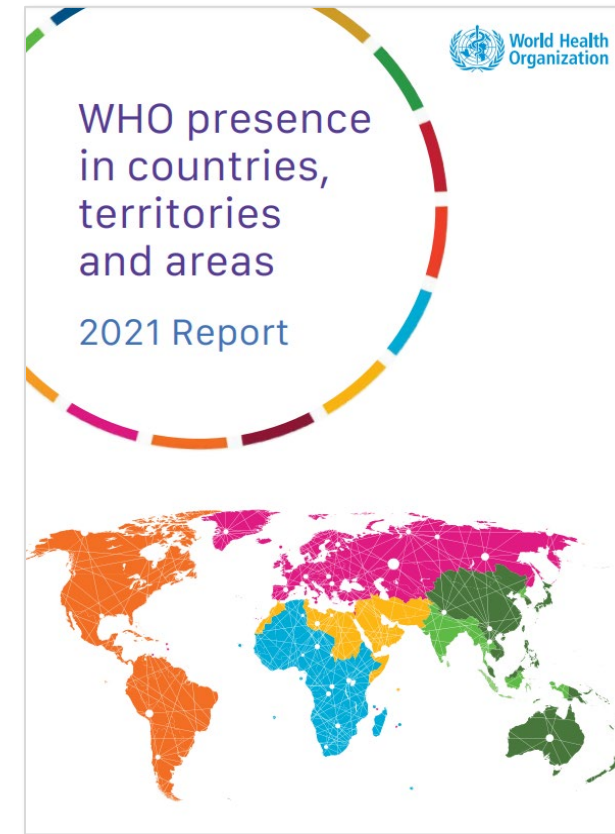 World Health
Organization
WHO presence
in countries,
territories
and areas
2021 Report